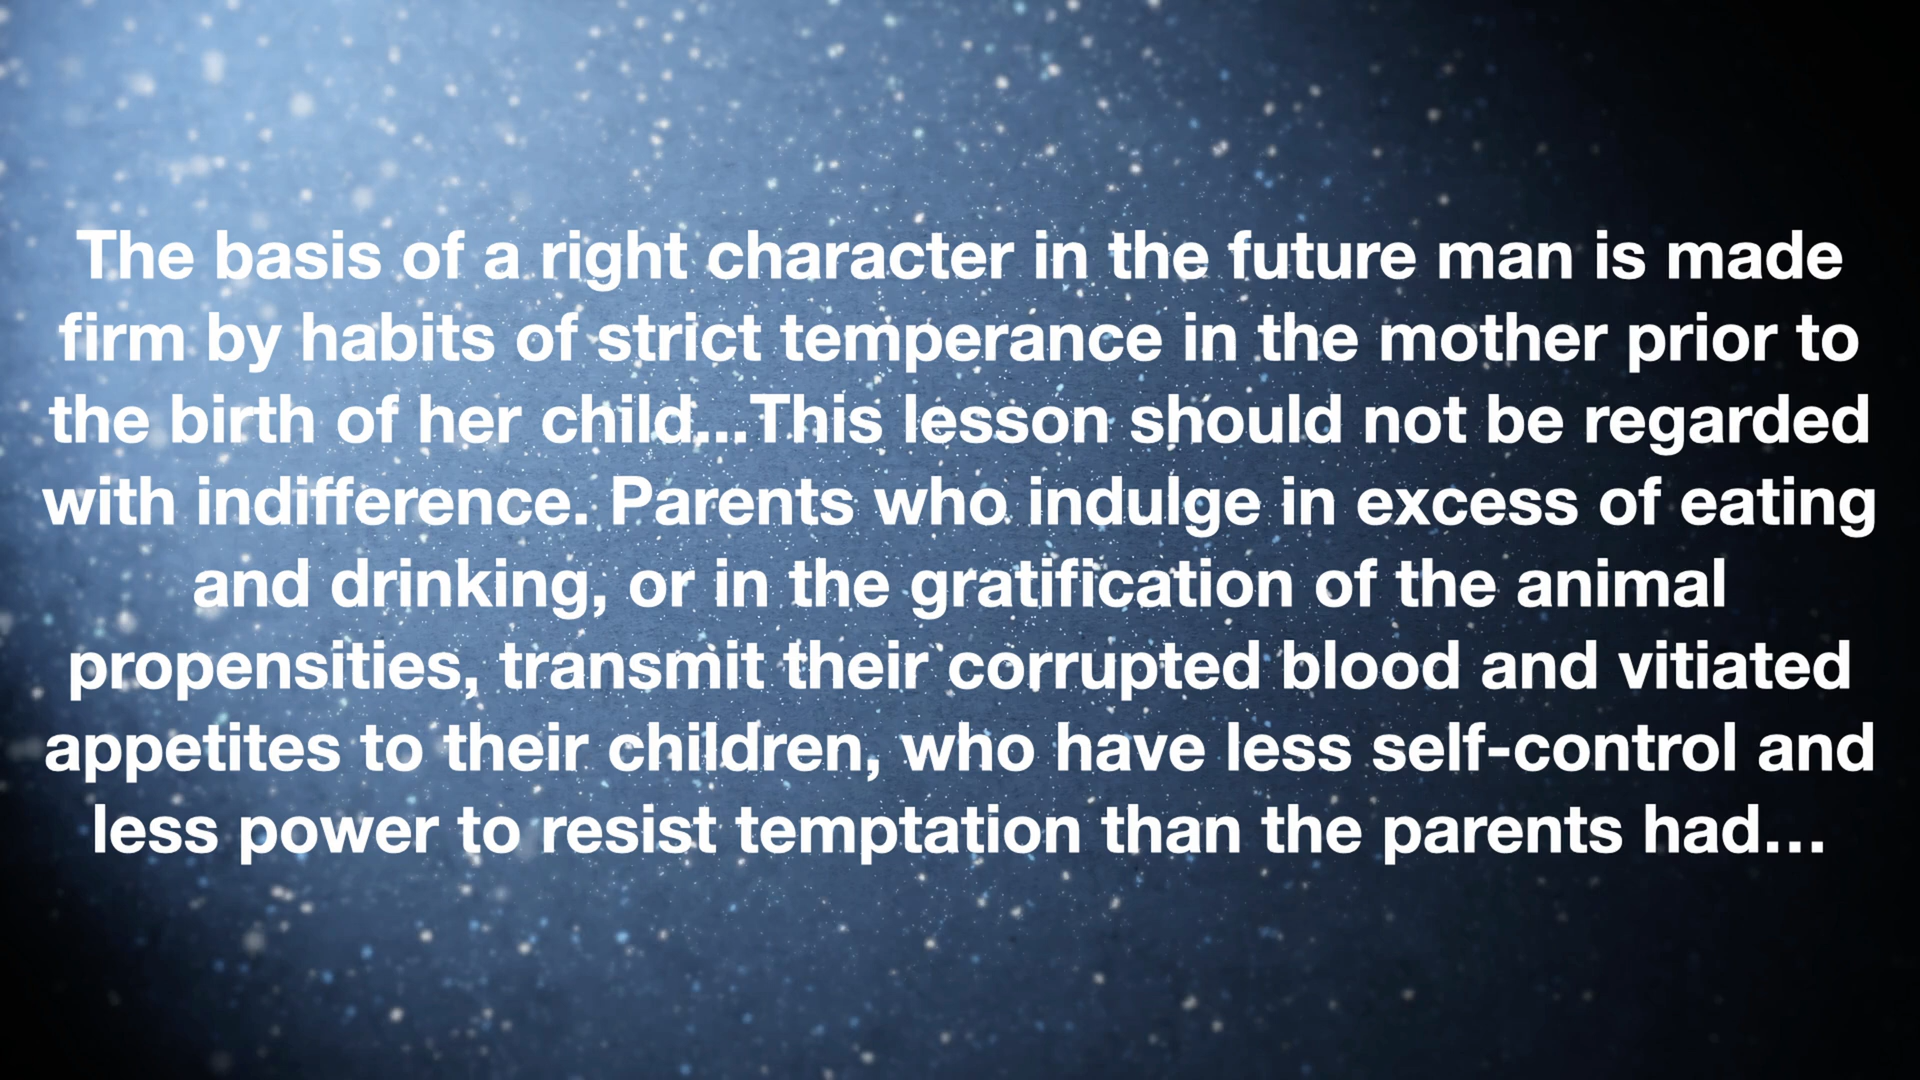 The basis of a right character in the future man is made
firm by habits of strict temperance in the mother prior to
the birth of her child...This lesson should not be regarded
with indifference. Parents who indulge in excess of eating
and drinking, or in the gratification of the animal
propensities, transmit their corrupted blood and vitiated
appetites to their children, who have less self-control and
less power to resist temptation than the parents had...